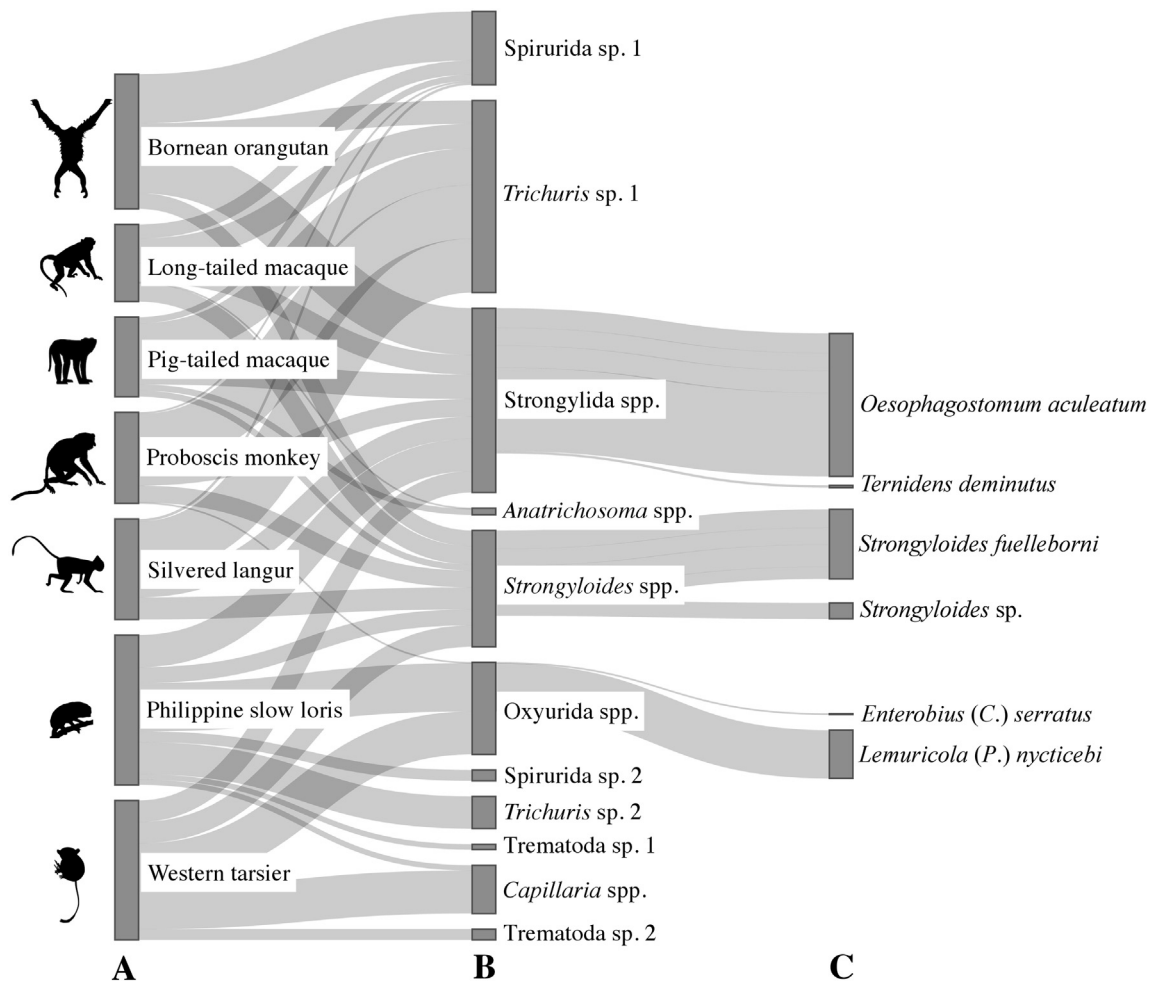 Bornean orangutan
Long-tailed macaque
Pig-tailed macaque
Proboscis monkey
Silvered langur
Philippine slow loris
Western tarsier
A
Spirurida sp. 1
Trichuris sp. 1
Strongylida spp.
Anatrichosoma spp.
Strongyloides spp.
Oxyurida spp.
Spirurida sp. 2
Trichuris sp. 2
Trematoda sp. 1
Capillaria spp.
Trematoda sp. 2
B
Oesophagostomum aculeatum
Ternidens deminutus
Strongyloides fuelleborni
Strongyloides sp.
Enterobius (C.) serratus
Lemuricola (P.) nycticebi
C